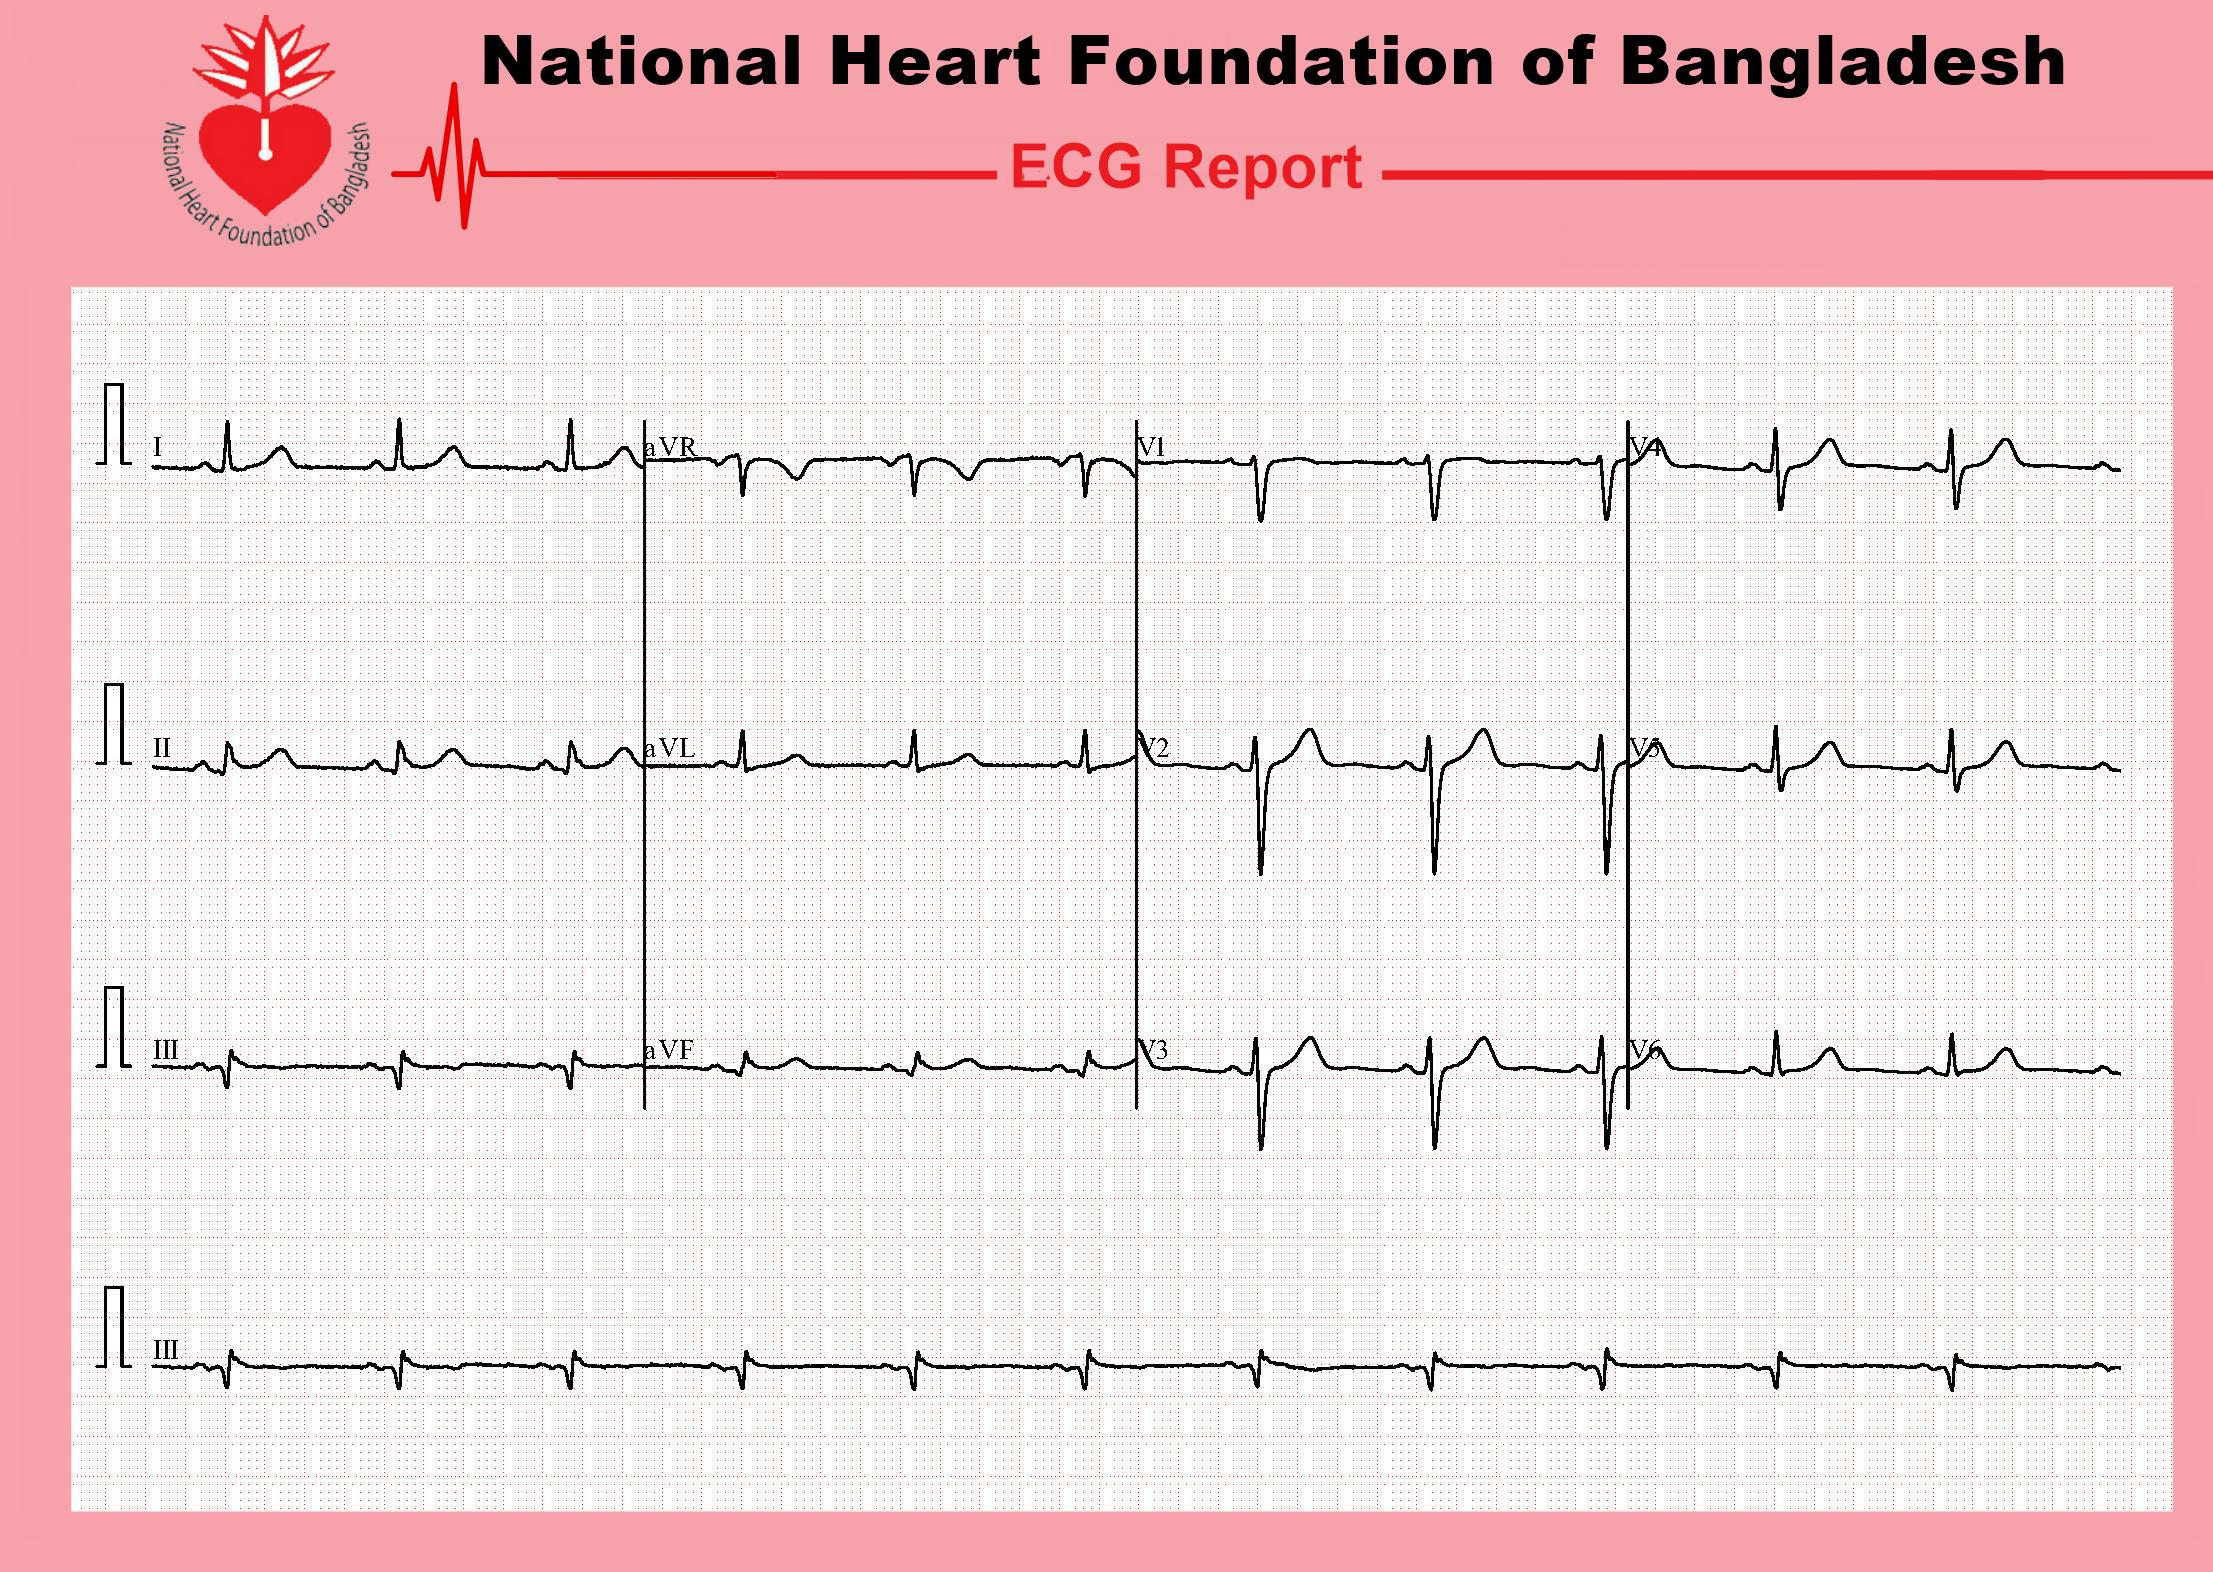 National Heart Foundation of Bangladesh
National Heart Foundation of Bangladesh
ECG Report
I
aVR
V1
V4
II
aVL
V2
V5
III
aVF
V3
V6
III